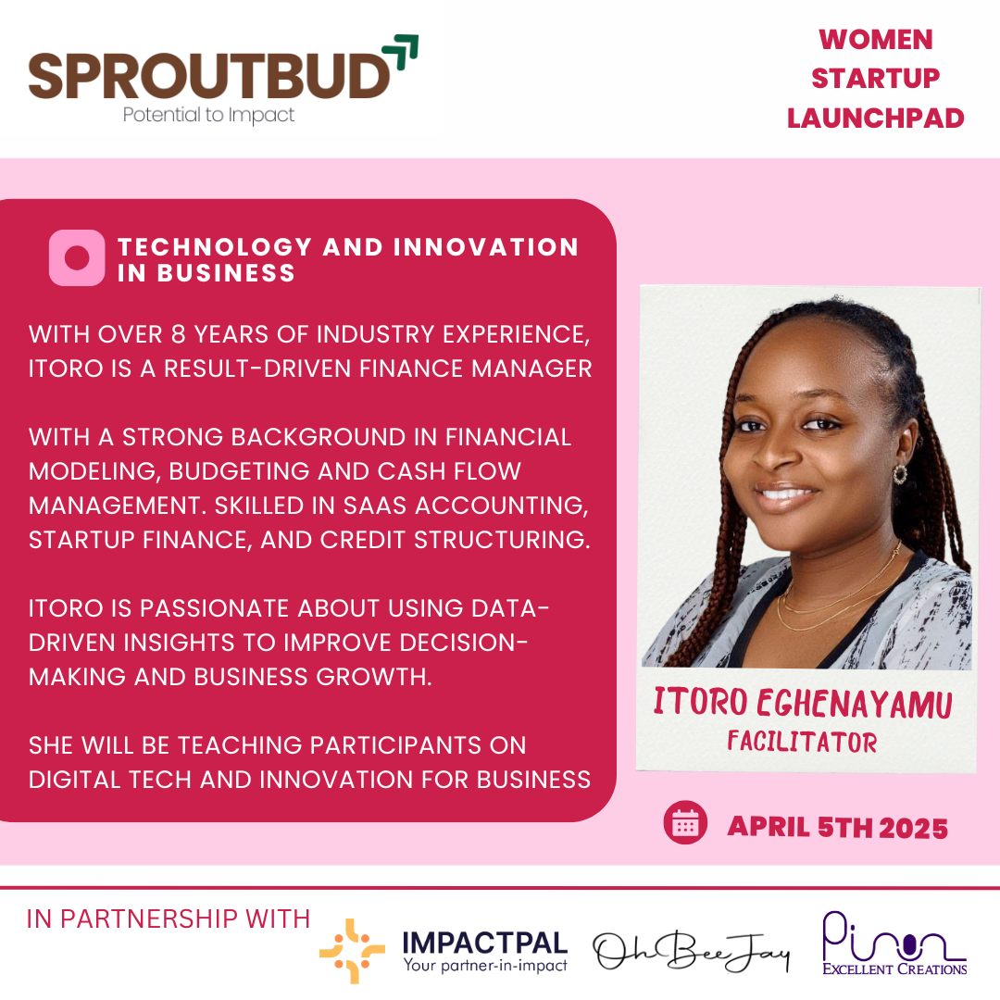 SPROUTBUD
Potential to Impact
WOMEN
STARTUP
LAUNCHPAD
TECHNOLOGY AND INNOVATION
IN BUSINESS
WITH OVER 8 YEARS OF INDUSTRY EXPERIENCE,
ITORO IS A RESULT-DRIVEN FINANCE MANAGER
WITH A STRONG BACKGROUND IN FINANCIAL
MODELING, BUDGETING AND CASH FLOW
MANAGEMENT. SKILLED IN SAAS ACCOUNTING,
STARTUP FINANCE, AND CREDIT STRUCTURING.
ITORO IS PASSIONATE ABOUT USING DATA-
DRIVEN INSIGHTS TO IMPROVE DECISION-
MAKING AND BUSINESS GROWTH.
SHE WILL BE TEACHING PARTICIPANTS ON
DIGITAL TECH AND INNOVATION FOR BUSINESS
ITORO EGHENAYAMU
FACILITATOR
APRIL 5TH 2025
IN PARTNERSHIP WITH
IMPACTPAL
Your partner-in-impact
OhBeeJay
Pinon
EXCELLENT CREATIONS